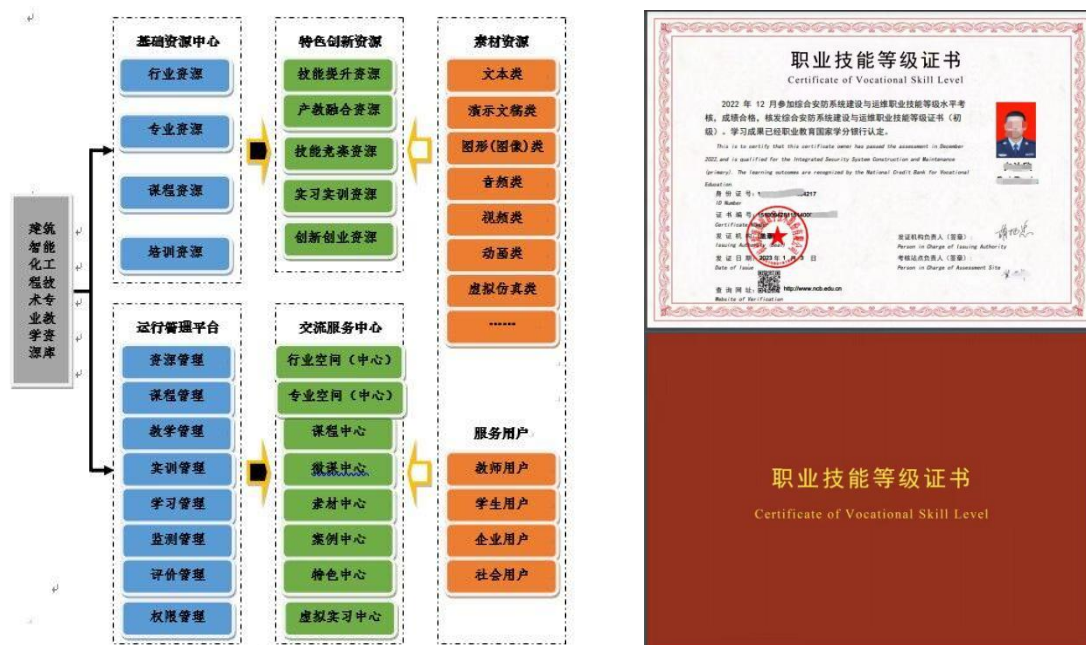 建筑
智能
化工
程技
术专
业教
学资
源库
基础资源中心
行业资源
专业资源
课程资源
培训资源
特色创新资源
技能提升资源
产教融合资源
技能竞赛资源
实习实训资源
创新创业资源
素材资源
文本类
演示文稿类
图形(图像)类
音频类
视频类
动画类
虚拟仿真类
······
运行管理平台
资源管理
课程管理
教学管理
实训管理
学习管理
监测管理
评价管理
权限管理
交流服务中心
行业空间（中心）
专业空间（中心）
课程中心
微课中心
素材中心
案例中心
特色中心
虚拟实习中心
服务用户
教师用户
学生用户
企业用户
社会用户
职业技能等级证书
Certificate of Vocational Skill Level
2022 年 12 月参加综合安防系统建设与运维职业技能等级水平考
核，成绩合格，核发综合安防系统建设与运维职业技能等级证书（初
级）。学习成果已经职业教育国家学分银行认定。
This is to certify that this certificate owner has passed the assessment in December
2022,and is qualified for the Integrated Security System Construction and Maintenance
(primary). The learning outcomes are recognized by the National Credit Bank for Vocational
Education
身 份 证 号：
ID Number
证 书 编 号：
发 证 机
Issuing
发 证 日 期：2023 年 1 月 日
Date of Issue
查 询 网 址： http://www.ncb.edu.cn
Website of Verification
发证机构负责人（签章）：
Person in Charge of Issuing Authority
考核站点负责人（签章）：
Person in Charge of Assessment Site
职业技能等级证书
Certificate of Vocational Skill Level